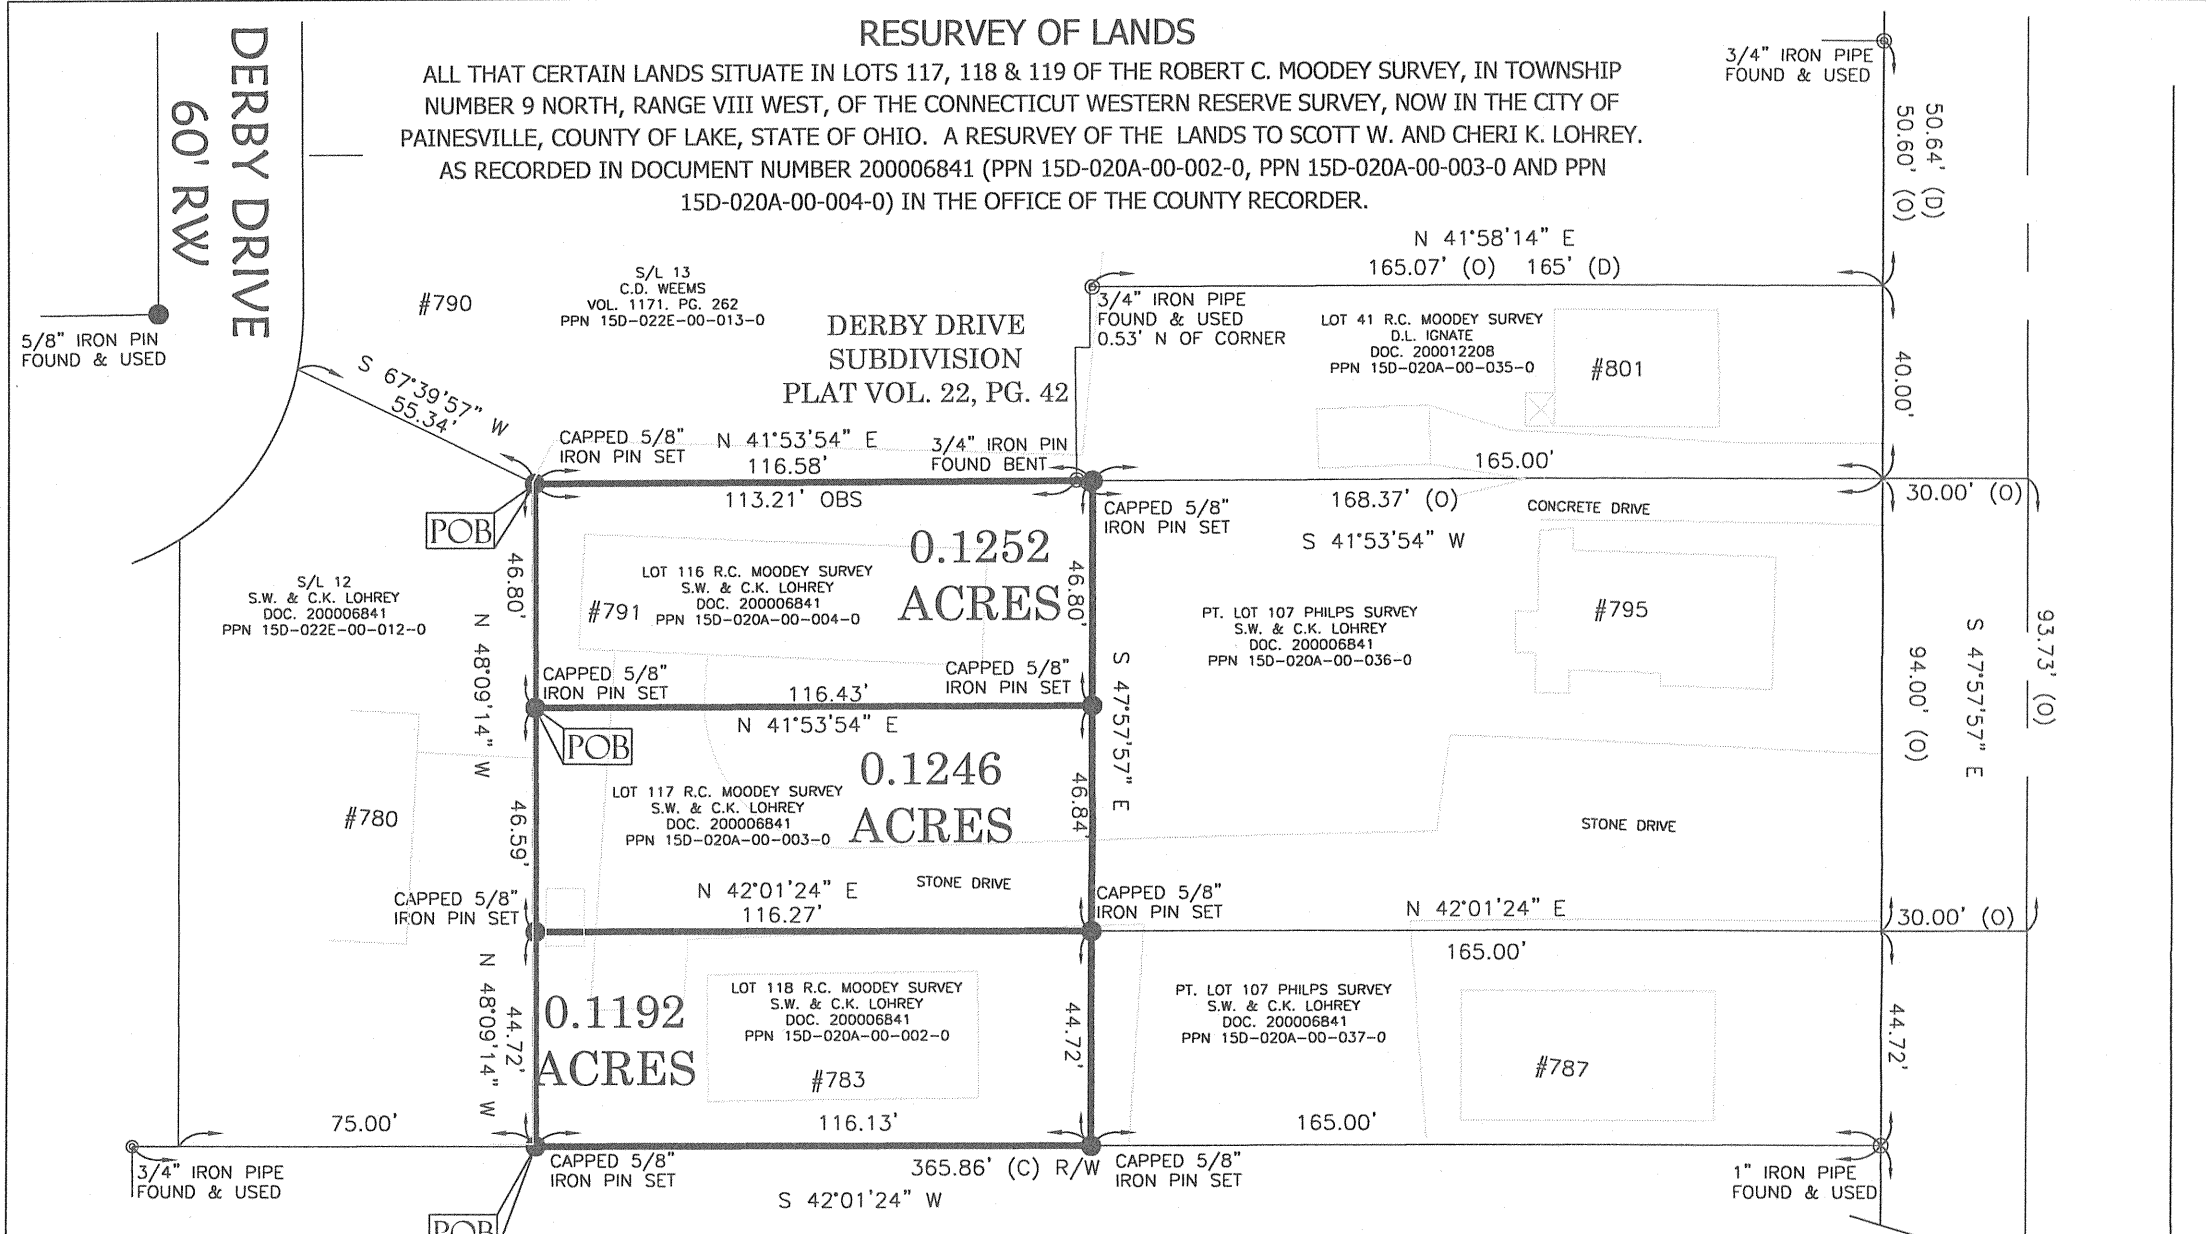 RESURVEY OF LANDS
ALL THAT CERTAIN LANDS SITUATE IN LOTS 117, 118 & 119 OF THE ROBERT C. MOODEY SURVEY, IN TOWNSHIP
NUMBER 9 NORTH, RANGE VIII WEST, OF THE CONNECTICUT WESTERN RESERVE SURVEY, NOW IN THE CITY OF
PAINESVILLE, COUNTY OF LAKE, STATE OF OHIO. A RESURVEY OF THE LANDS TO SCOTT W. AND CHERI K. LOHREY.
AS RECORDED IN DOCUMENT NUMBER 200006841 (PPN 15D-020A-00-002-0, PPN 15D-020A-00-003-0 AND PPN
15D-020A-00-004-0) IN THE OFFICE OF THE COUNTY RECORDER.
DERBY DRIVE
60' RW
3/4" IRON PIPE
FOUND & USED
50.64' (D)
50.60' (O)
5/8" IRON PIN
FOUND & USED
#790
S/L 13
C.D. WEEMS
VOL. 1171, PG. 262
PPN 15D-022E-00-013-0
DERBY DRIVE
SUBDIVISION
PLAT VOL. 22, PG. 42
N 41°58'14" E
165.07' (O) 165' (D)
3/4" IRON PIPE
FOUND & USED
0.53' N OF CORNER
LOT 41 R.C. MOODEY SURVEY
D.L. IGNATE
DOC. 200012208
PPN 15D-020A-00-035-0
#801
40.00'
S 67°39'57" W
55.34'
CAPPED 5/8"
IRON PIN SET
N 41°53'54" E
116.58'
3/4" IRON PIN
FOUND BENT
113.21' OBS
165.00'
168.37' (O)
S 41°53'54" W
30.00' (O)
CAPPED 5/8"
IRON PIN SET
CONCRETE DRIVE
POB
46.80'
0.1252
ACRES
LOT 116 R.C. MOODEY SURVEY
S.W. & C.K. LOHREY
DOC. 200006841
PPN 15D-020A-00-004-0
#791
46.80'
S/L 12
S.W. & C.K. LOHREY
DOC. 200006841
PPN 15D-022E-00-012-0
N 48°09'14" W
PT. LOT 107 PHILPS SURVEY
S.W. & C.K. LOHREY
DOC. 200006841
PPN 15D-020A-00-036-0
#795
S 47°57'57" E
94.00' (O)
S 47°57'57" E
93.73' (O)
CAPPED 5/8"
IRON PIN SET
CAPPED 5/8"
IRON PIN SET
116.43'
N 41°53'54" E
POB
0.1246
ACRES
LOT 117 R.C. MOODEY SURVEY
S.W. & C.K. LOHREY
DOC. 200006841
PPN 15D-020A-00-003-0
46.59'
46.84'
#780
STONE DRIVE
STONE DRIVE
CAPPED 5/8"
IRON PIN SET
N 42°01'24" E
116.27'
CAPPED 5/8"
IRON PIN SET
N 42°01'24" E
165.00'
30.00' (O)
N 48°09'14" W
44.72'
0.1192
ACRES
LOT 118 R.C. MOODEY SURVEY
S.W. & C.K. LOHREY
DOC. 200006841
PPN 15D-020A-00-002-0
#783
44.72'
PT. LOT 107 PHILPS SURVEY
S.W. & C.K. LOHREY
DOC. 200006841
PPN 15D-020A-00-037-0
#787
44.72'
75.00'
116.13'
165.00'
3/4" IRON PIPE
FOUND & USED
CAPPED 5/8"
IRON PIN SET
365.86' (C) R/W
S 42°01'24" W
CAPPED 5/8"
IRON PIN SET
1" IRON PIPE
FOUND & USED
POB